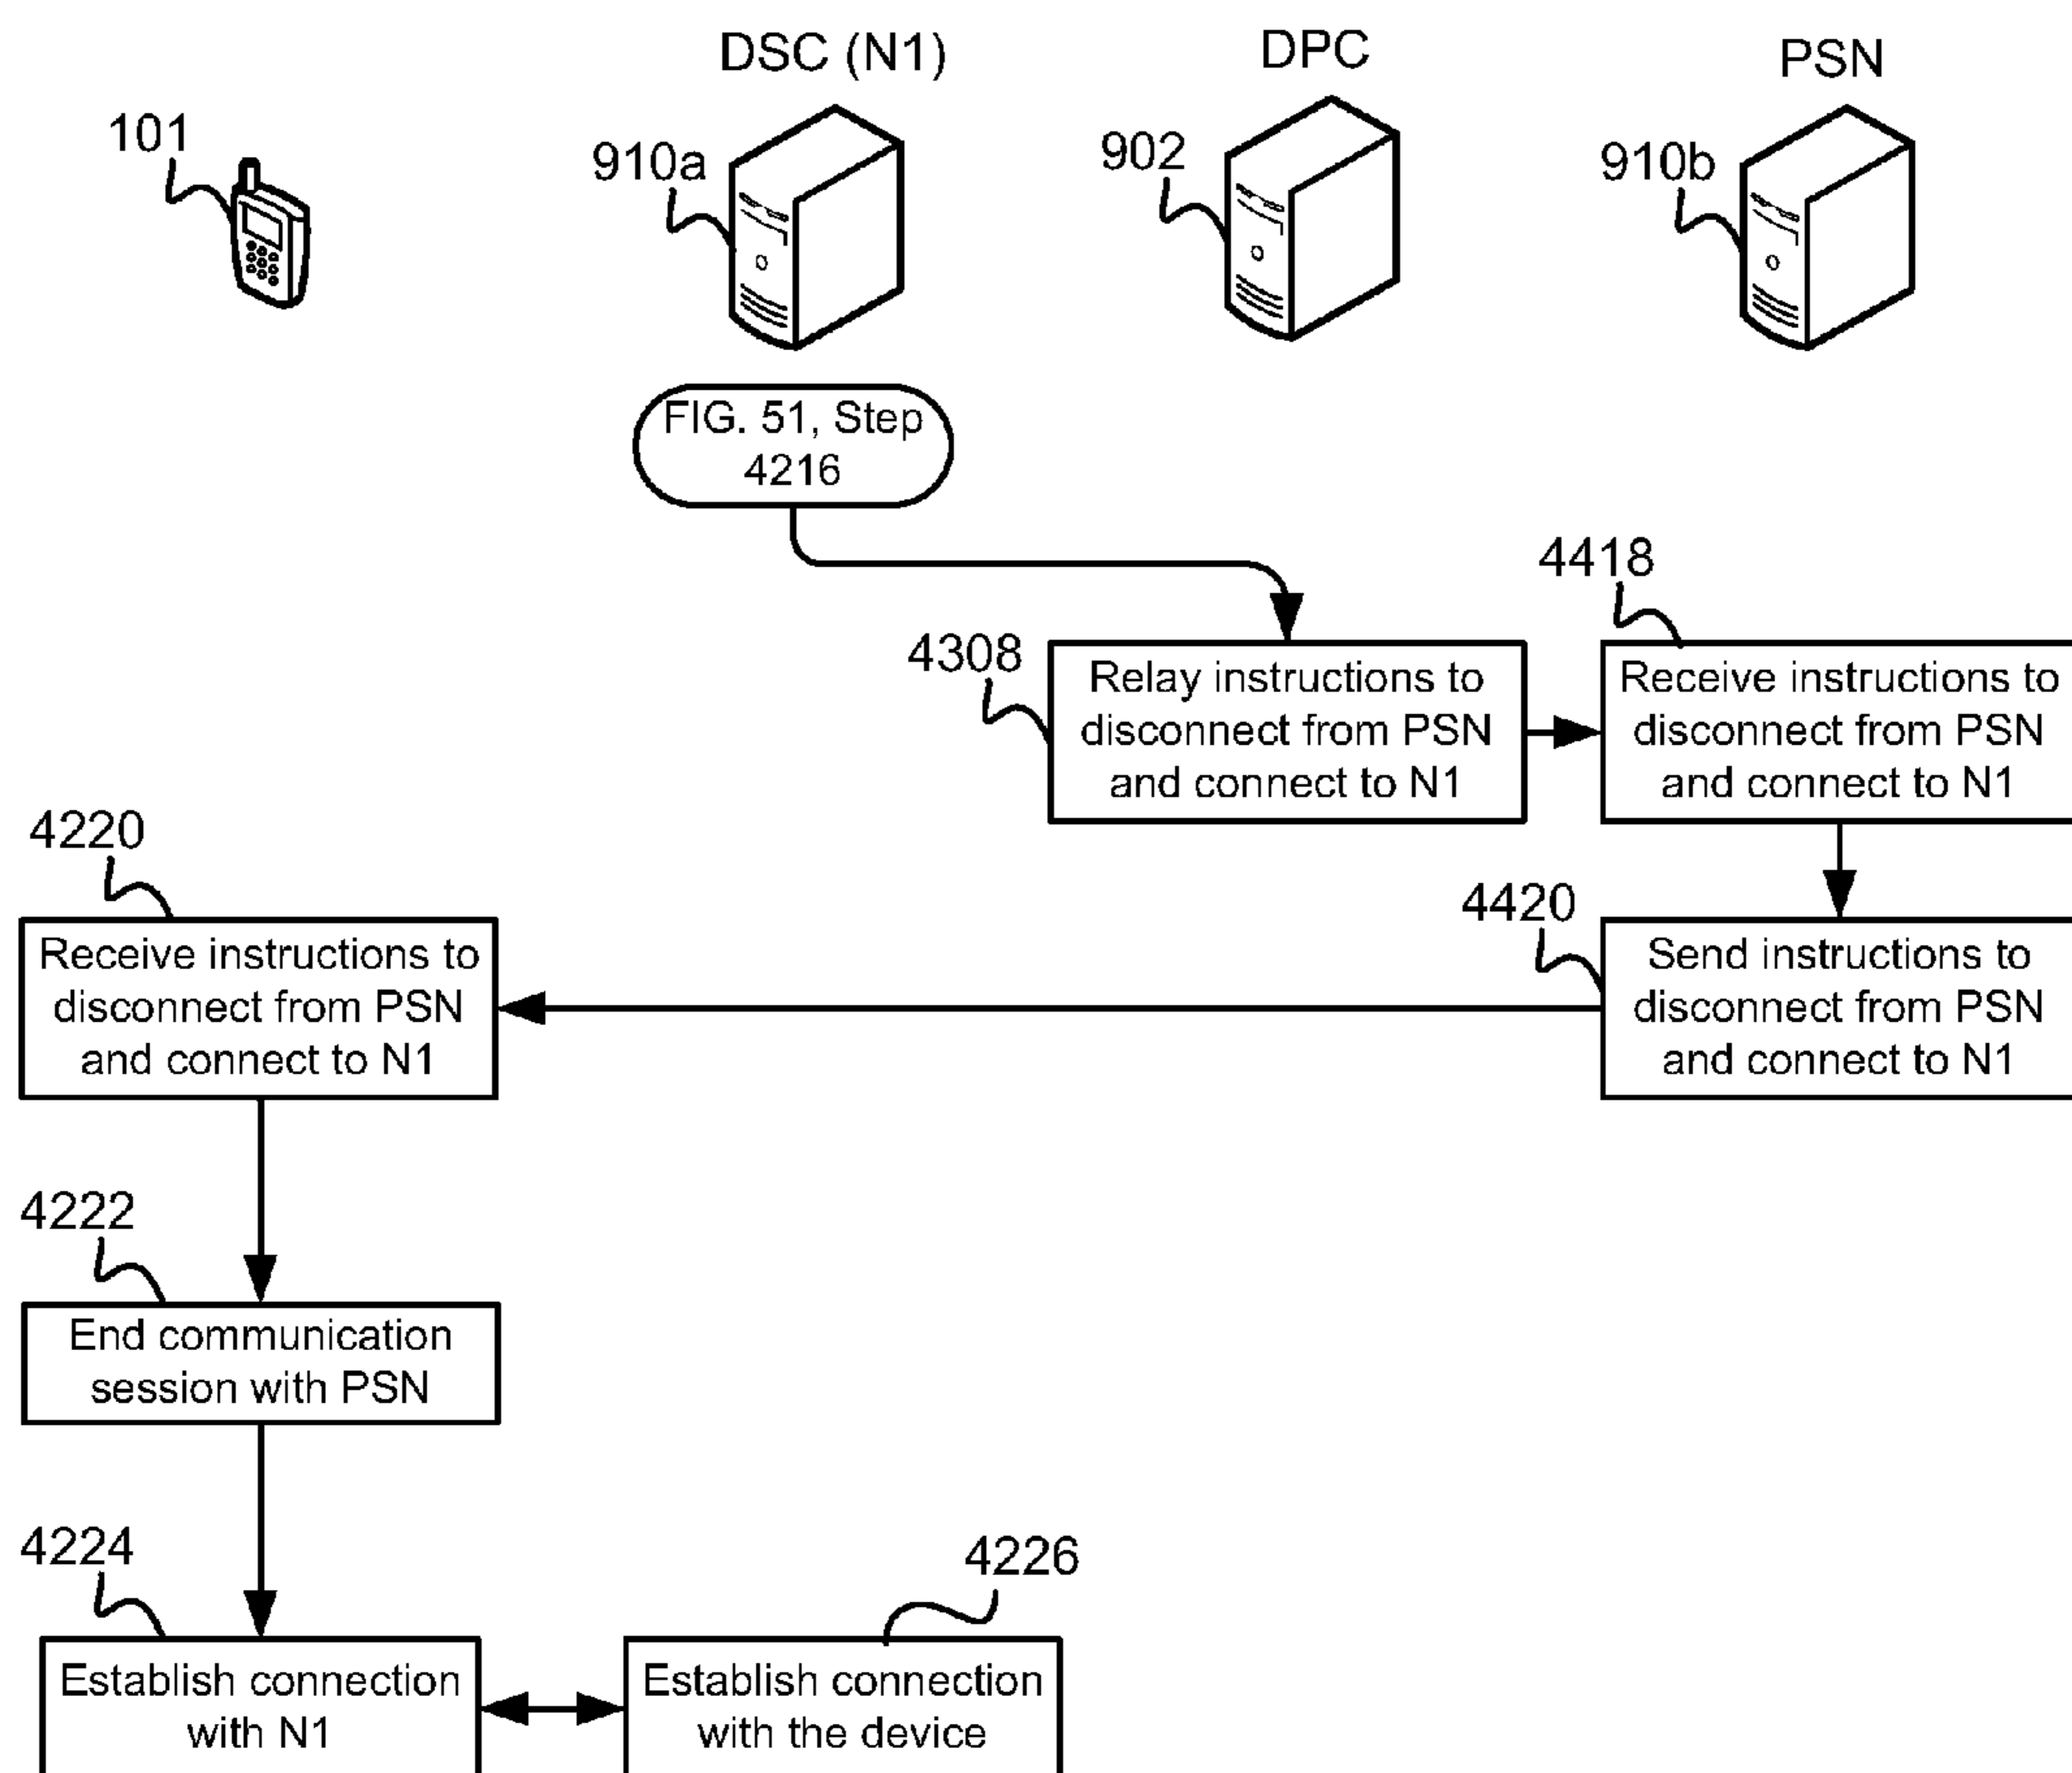 DSC (N1)
DPC
PSN
101
910a
902
910b
FIG. 51, Step
4216
4418
4308
Relay instructions to
disconnect from PSN
and connect to N1
Receive instructions to
disconnect from PSN
and connect to N1
4220
4420
Receive instructions to
disconnect from PSN
and connect to N1
Send instructions to
disconnect from PSN
and connect to N1
4222
End communication
session with PSN
4224
4226
Establish connection
with N1
Establish connection
with the device